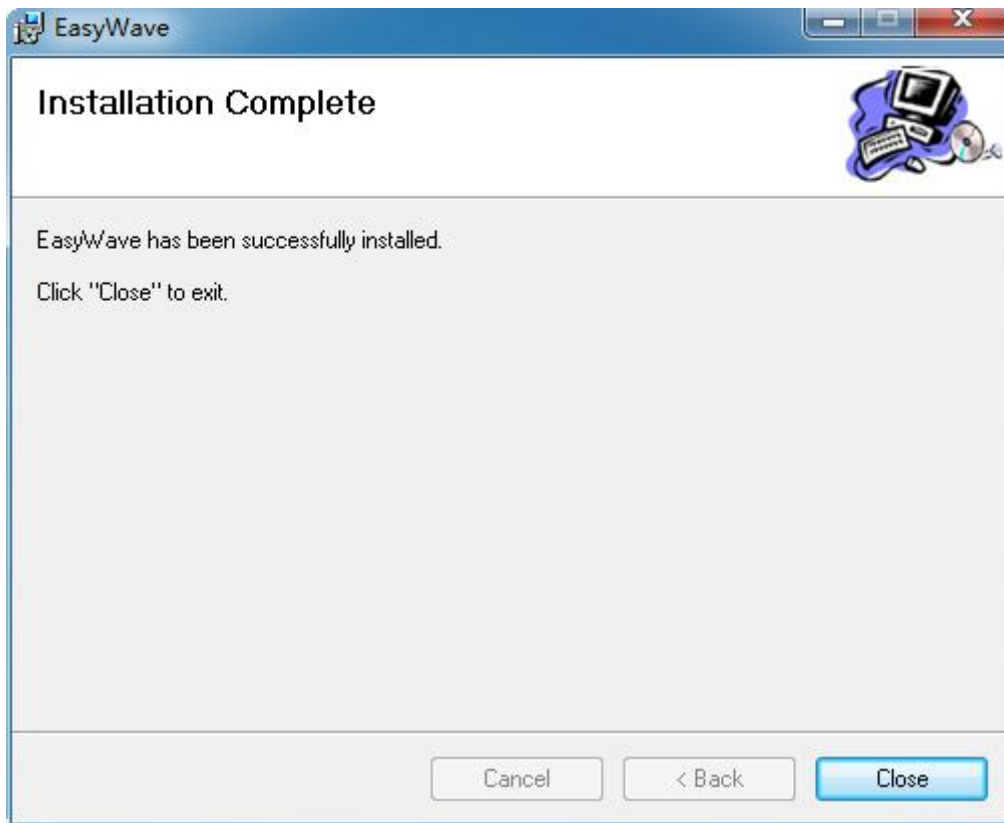 EasyWave
Installation Complete
EasyWave has been successfully installed.
Click "Close" to exit.
Cancel
< Back
Close